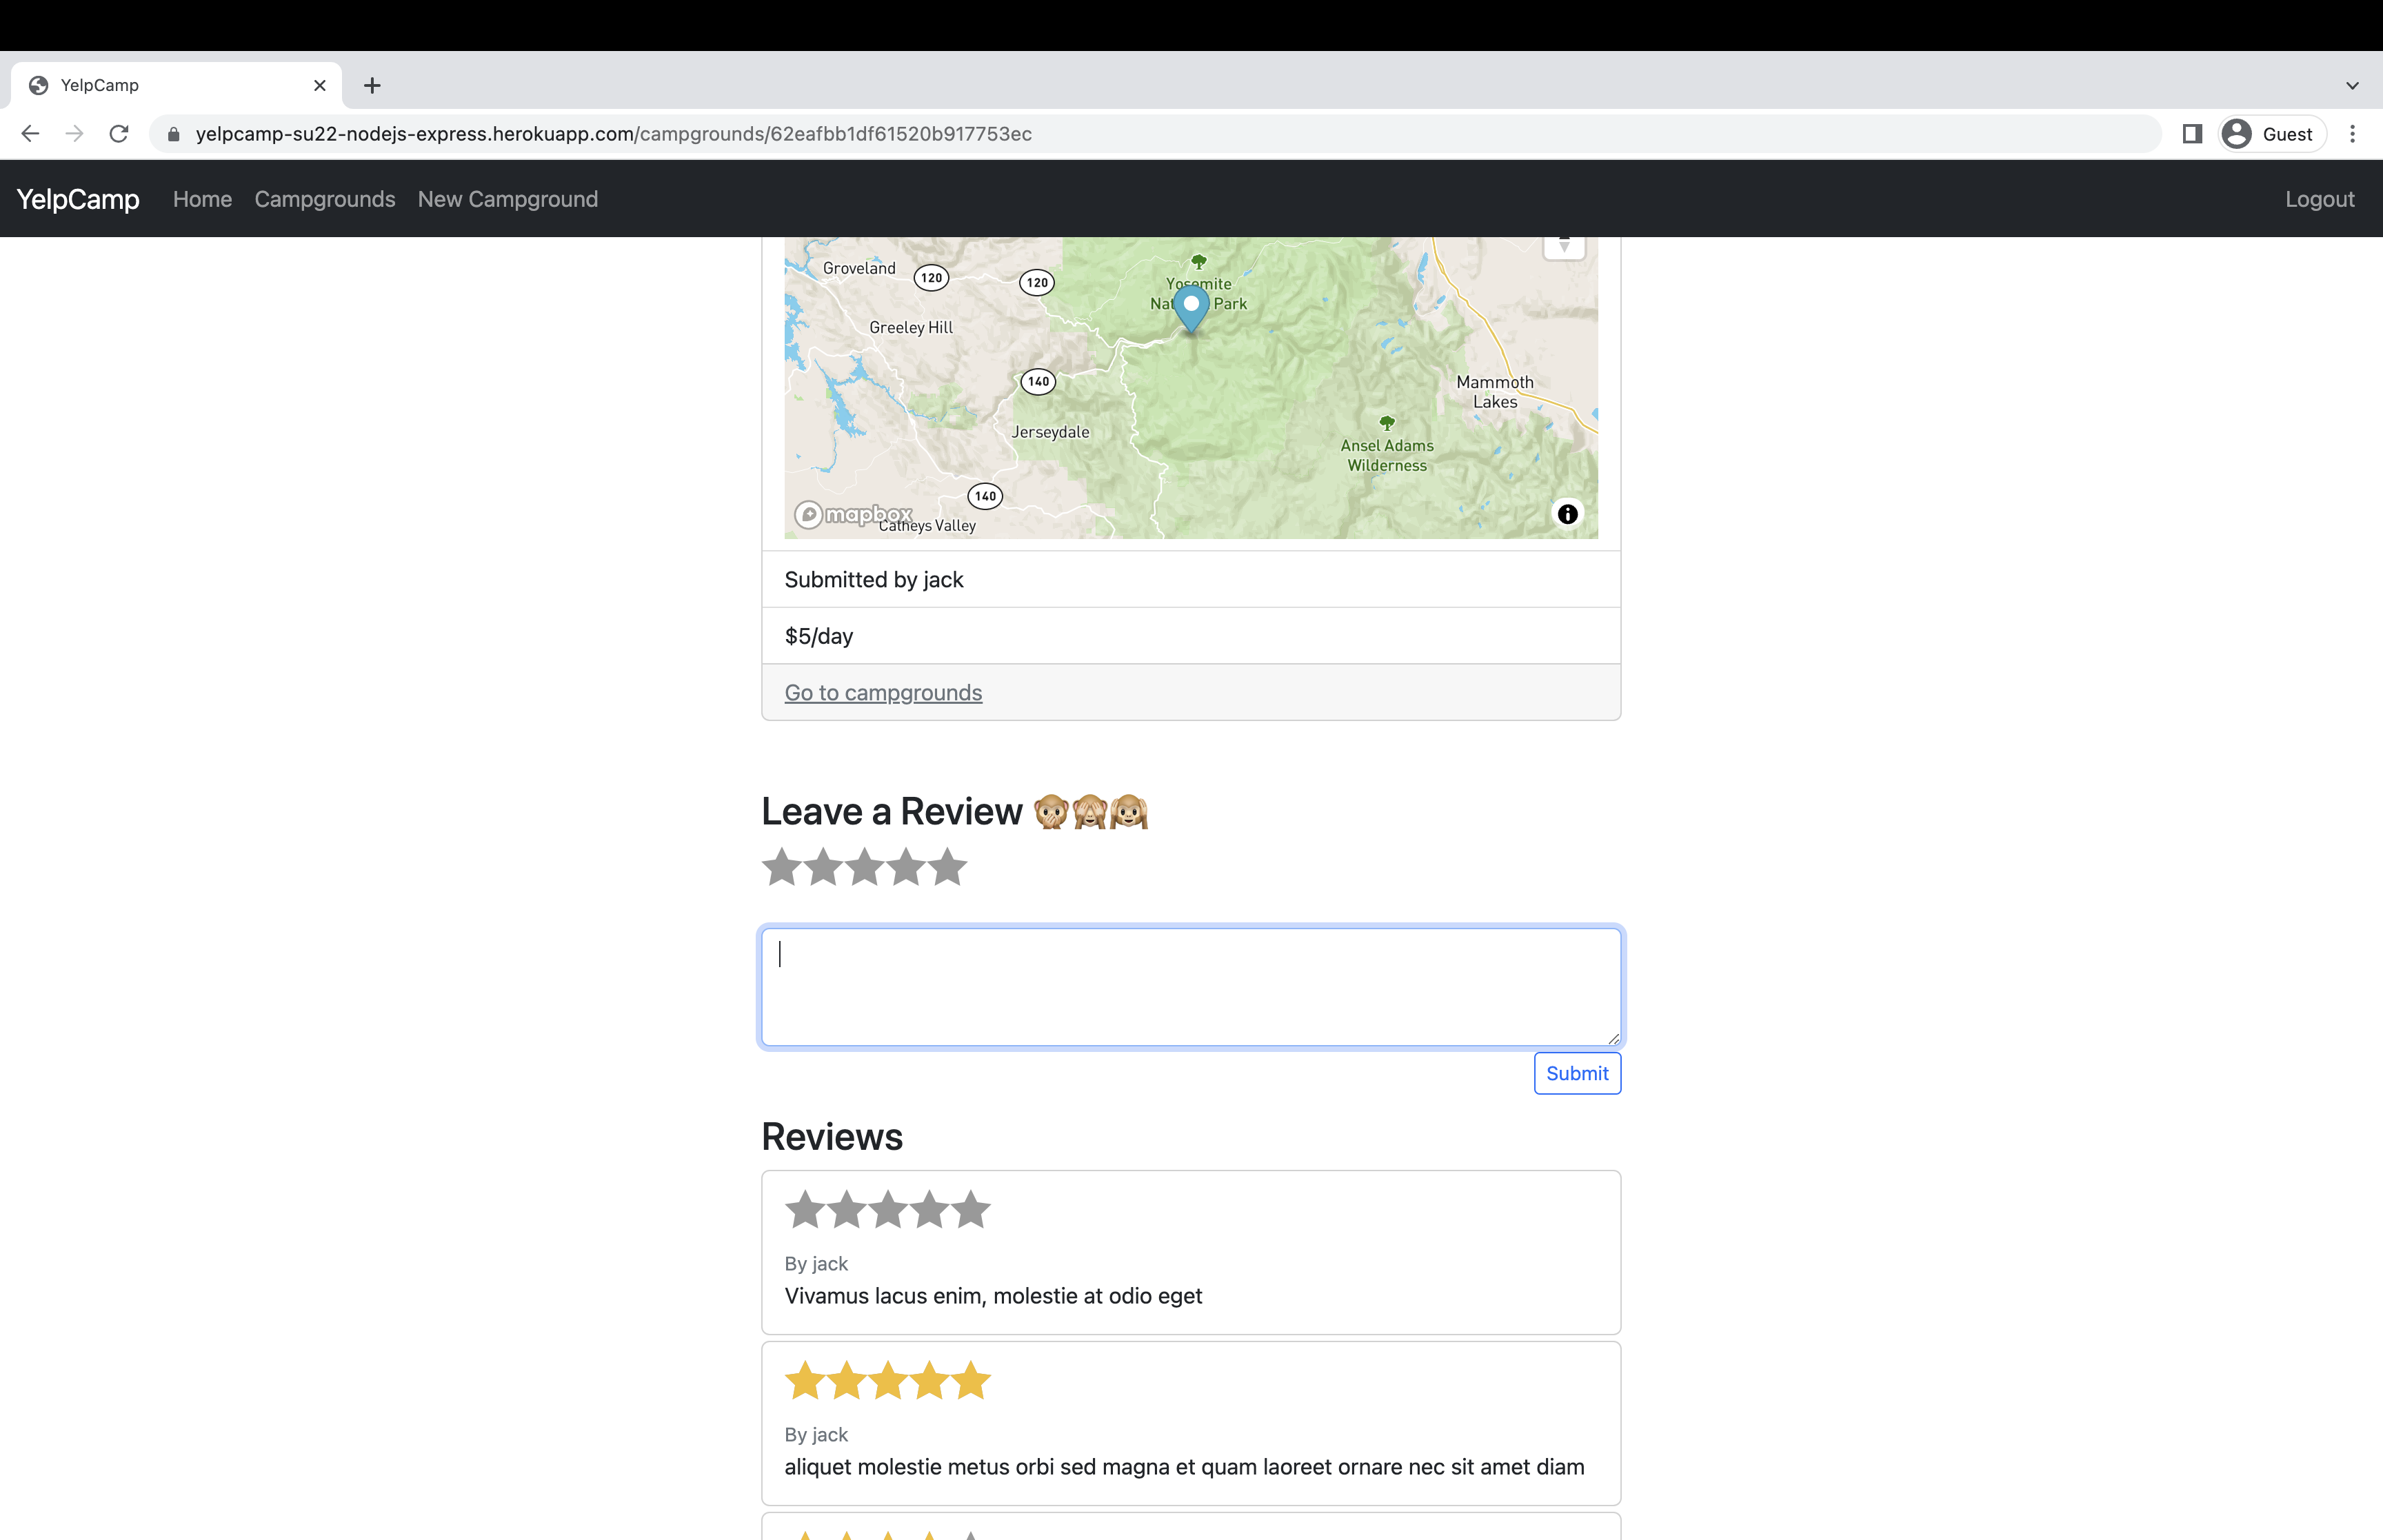 YelpCamp
yelpcamp-su22-nodejs-express.herokuapp.com/campgrounds/62eafbb1df61520b917753ec
Guest
YelpCamp Home Campgrounds New Campground Logout
Groveland
120
120
Yosemite
National Park
Greeley Hill
140
Mammoth
Lakes
Jerseydale
Ansel Adams
Wilderness
140
mapbox
Catheys Valley
Submitted by jack
$5/day
Go to campgrounds
Leave a Review 🙊🙈🙉
Submit
Reviews
By jack
Vivamus lacus enim, molestie at odio eget
By jack
aliquet molestie metus orbi sed magna et quam laoreet ornare nec sit amet diam